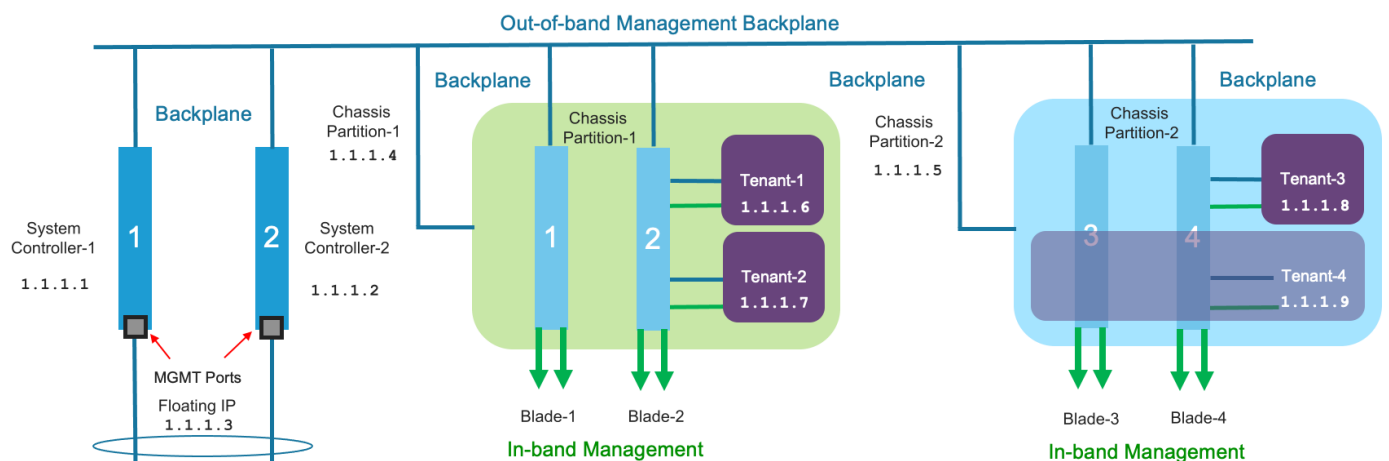 Out-of-band Management Backplane
Backplane
System
Controller-1
1.1.1.1
1
2
System
Controller-2
1.1.1.2
MGMT Ports
Floating IP
1.1.1.3
Chassis
Partition-1
1.1.1.4
Backplane
Chassis
Partition-1
1
2
Tenant-1
1.1.1.6
Tenant-2
1.1.1.7
Blade-1
Blade-2
In-band Management
Backplane
Chassis
Partition-2
1.1.1.5
Backplane
Chassis
Partition-2
3
4
Tenant-3
1.1.1.8
Tenant-4
1.1.1.9
Blade-3
Blade-4
In-band Management